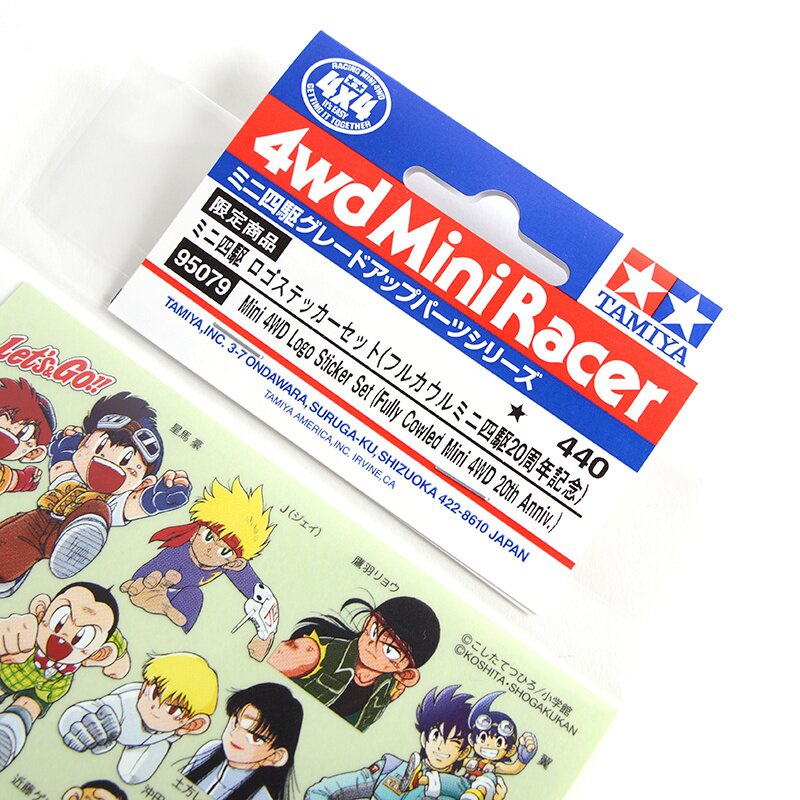 RACING MINI 4WD
4x4
IT'S EASY
GETTING IT TOGETHER
4wd Mini Racer
ミニ四駆グレードアップパーツシリーズ
TAMIYA
限定商品
ミニ四駆 ロゴステッカーセット(フルカウルミニ四駆20周年記念)
95079
Mini 4WD Logo Sticker Set (Fully Cowled Mini 4WD 20th Anniv.)
★ 440
TAMIYA, INC. 3-7 ONDAWARA, SURUGA-KU, SHIZUOKA 422-8610 JAPAN
TAMIYA AMERICA, INC. IRVINE, CA
Let's&Go!!
星馬 豪
J(ジェイ)
鷹羽リョウ
©こしたてつひろ/小学館
©KOSHITA・SHOGAKUKAN
翼
近藤ゲン
沖田
土方レ